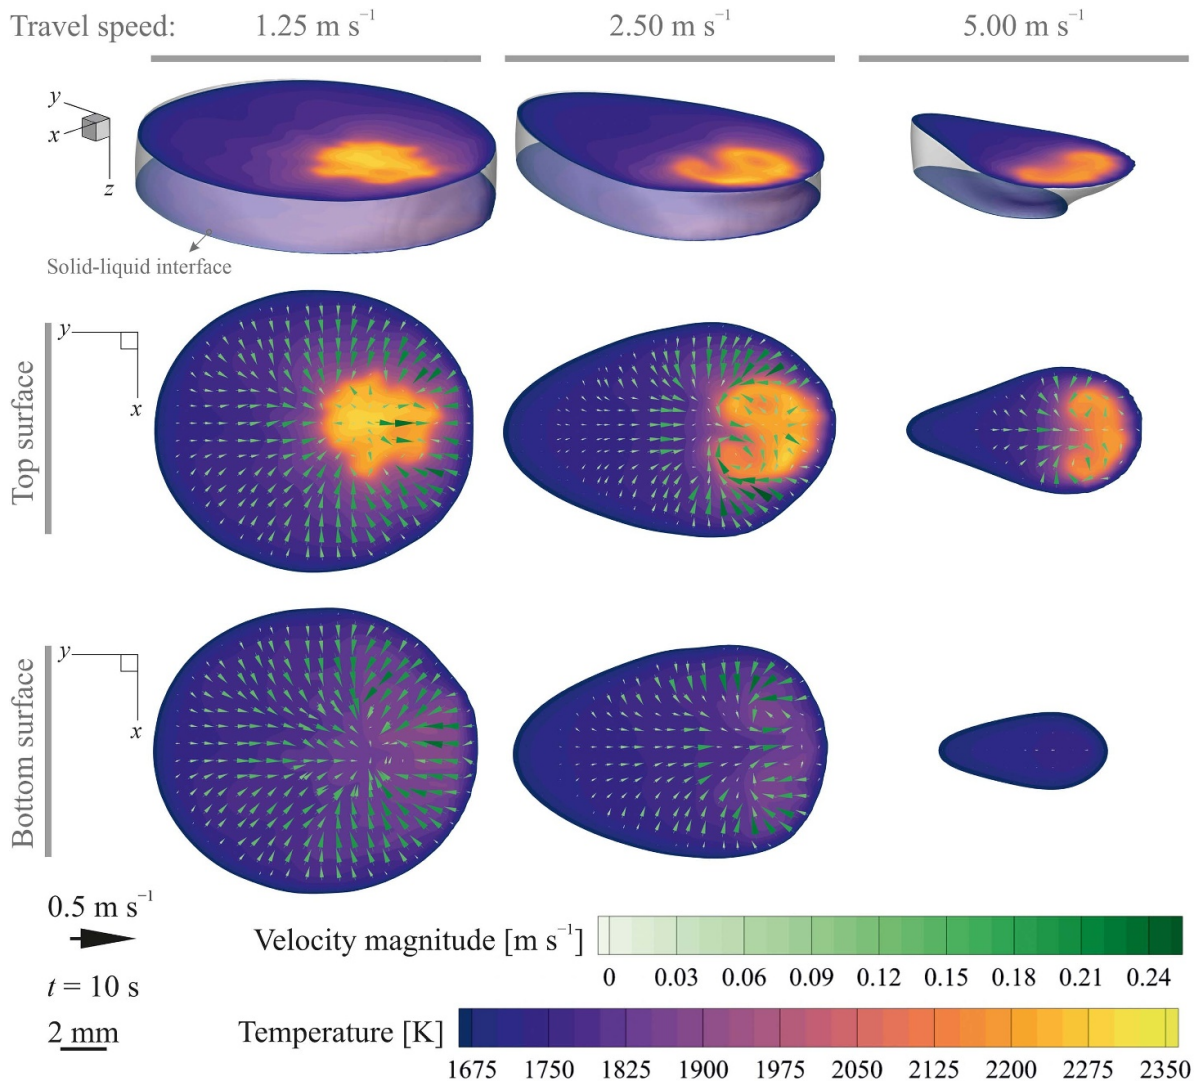 Travel speed: 1.25 m s⁻¹ 2.50 m s⁻¹ 5.00 m s⁻¹
y
x
z
Solid-liquid interface
Top surface
y
x
Bottom surface
y
x
0.5 m s⁻¹
t = 10 s
2 mm
Velocity magnitude [m s⁻¹]
0 0.03 0.06 0.09 0.12 0.15 0.18 0.21 0.24
Temperature [K]
1675 1750 1825 1900 1975 2050 2125 2200 2275 2350